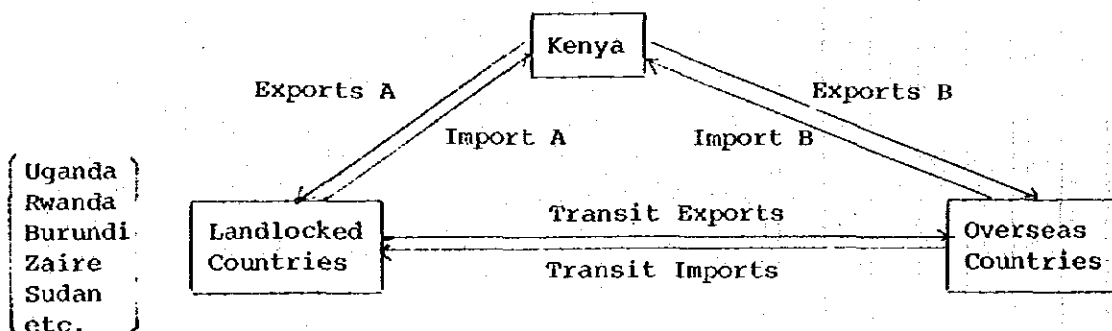 Kenya
Exports A
Exports B
Import A
Import B
Uganda
Rwanda
Burundi
Zaire
Sudan
etc.
Landlocked
Countries
Transit Exports
Transit Imports
Overseas
Countries